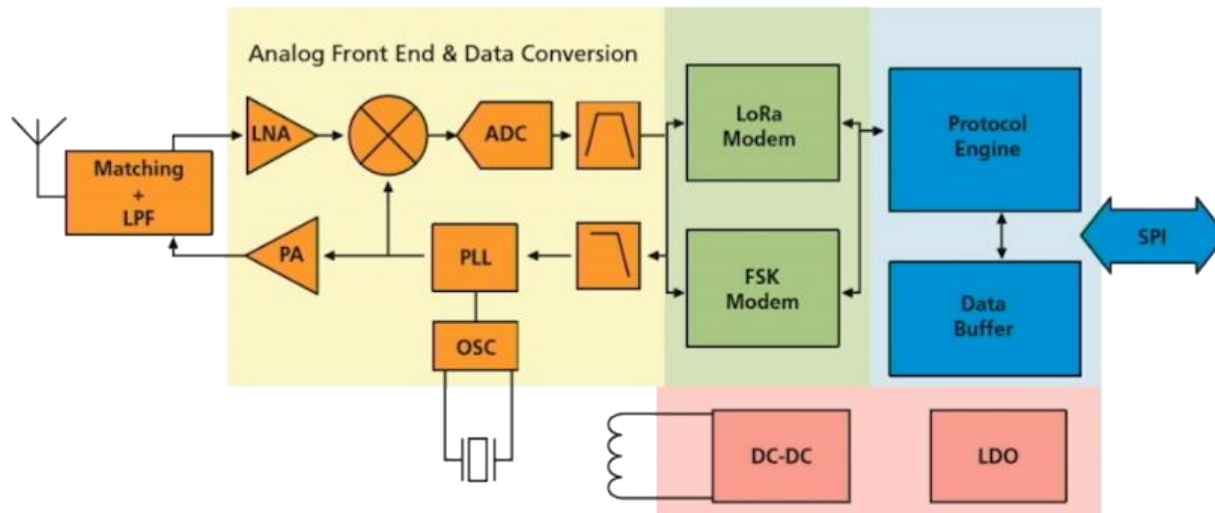 Analog Front End & Data Conversion
LNA
ADC
LoRa
Modem
Protocol
Engine
Matching
+
LPF
PA
PLL
FSK
Modem
SPI
Data
Buffer
OSC
DC-DC
LDO